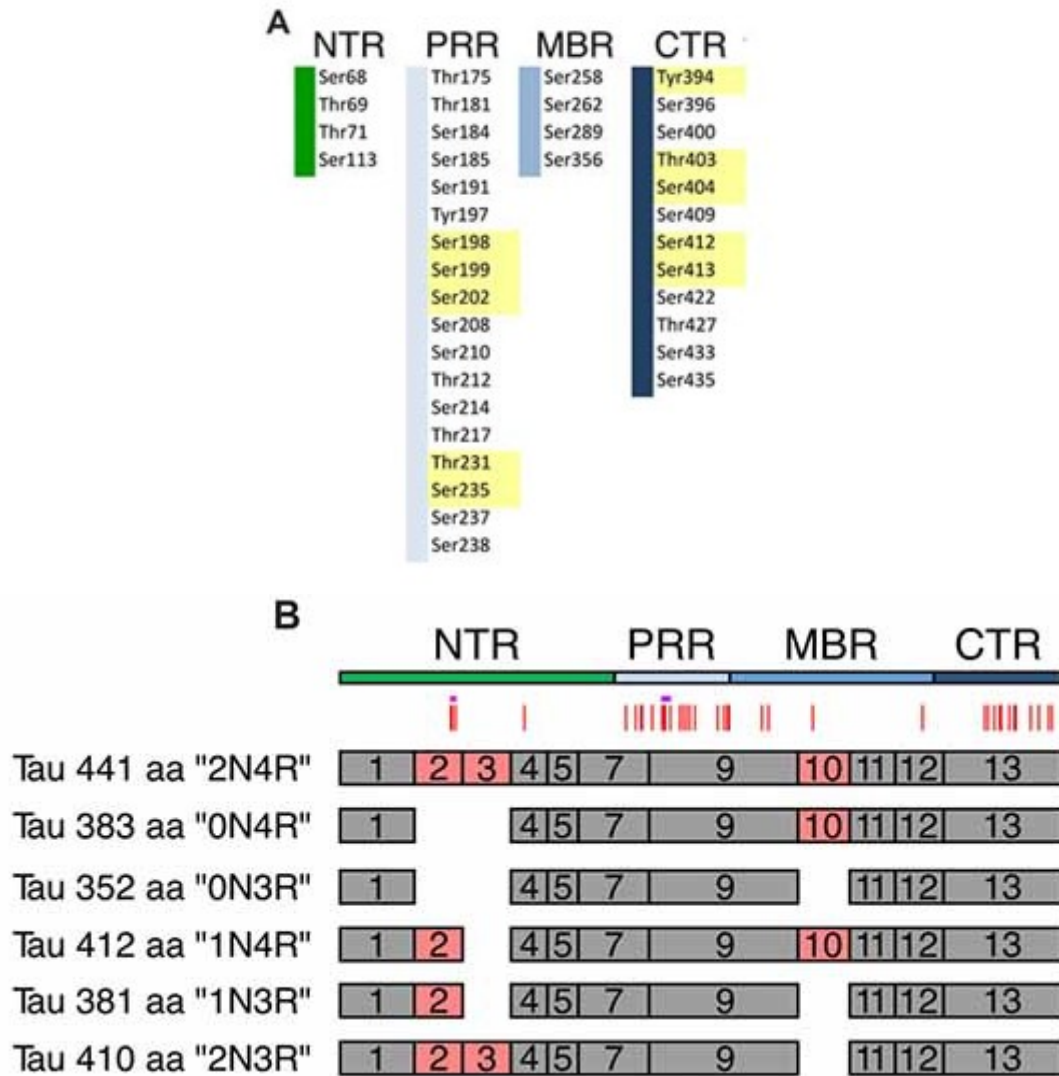 A
NTR PRR MBR CTR
Ser68 Thr175 Ser258 Tyr394
Thr69 Thr181 Ser262 Ser396
Thr71 Ser184 Ser289 Ser400
Ser113 Ser185 Ser356 Thr403
Ser191 Ser404
Tyr197 Ser409
Ser198 Ser412
Ser199 Ser413
Ser202 Ser422
Ser208 Thr427
Ser210 Ser433
Thr212 Ser435
Ser214
Thr217
Thr231
Ser235
Ser237
Ser238
B
NTR PRR MBR CTR
Tau 441 aa "2N4R" 1 2 3 4 5 7 9 10 11 12 13
Tau 383 aa "0N4R" 1 4 5 7 9 10 11 12 13
Tau 352 aa "0N3R" 1 4 5 7 9 11 12 13
Tau 412 aa "1N4R" 1 2 4 5 7 9 10 11 12 13
Tau 381 aa "1N3R" 1 2 4 5 7 9 11 12 13
Tau 410 aa "2N3R" 1 2 3 4 5 7 9 11 12 13